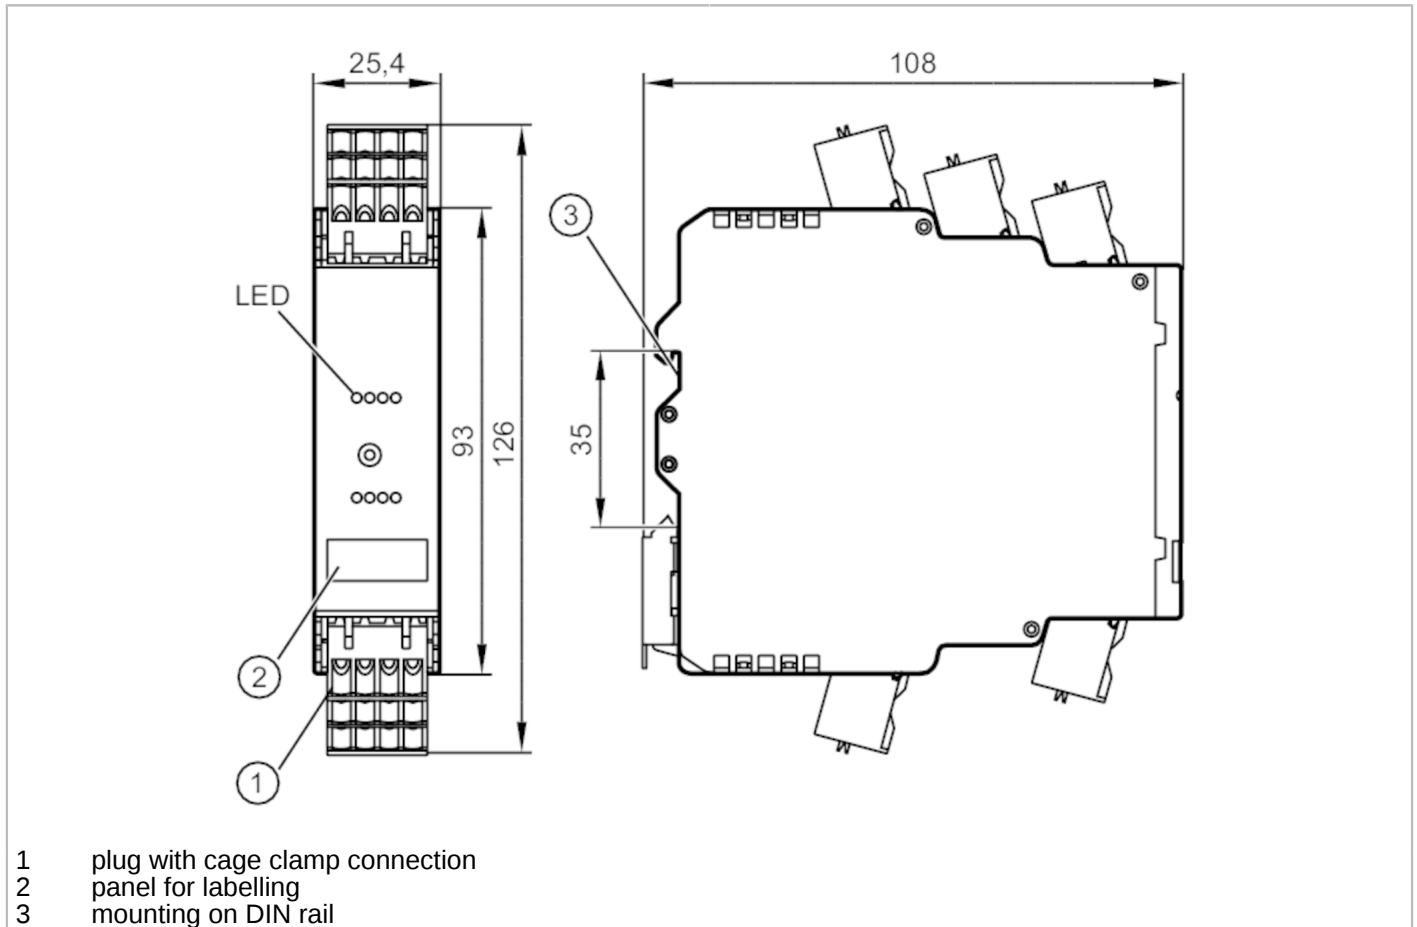 25,4
108
3
LED
93
126
35
2
1
1 plug with cage clamp connection
2 panel for labelling
3 mounting on DIN rail